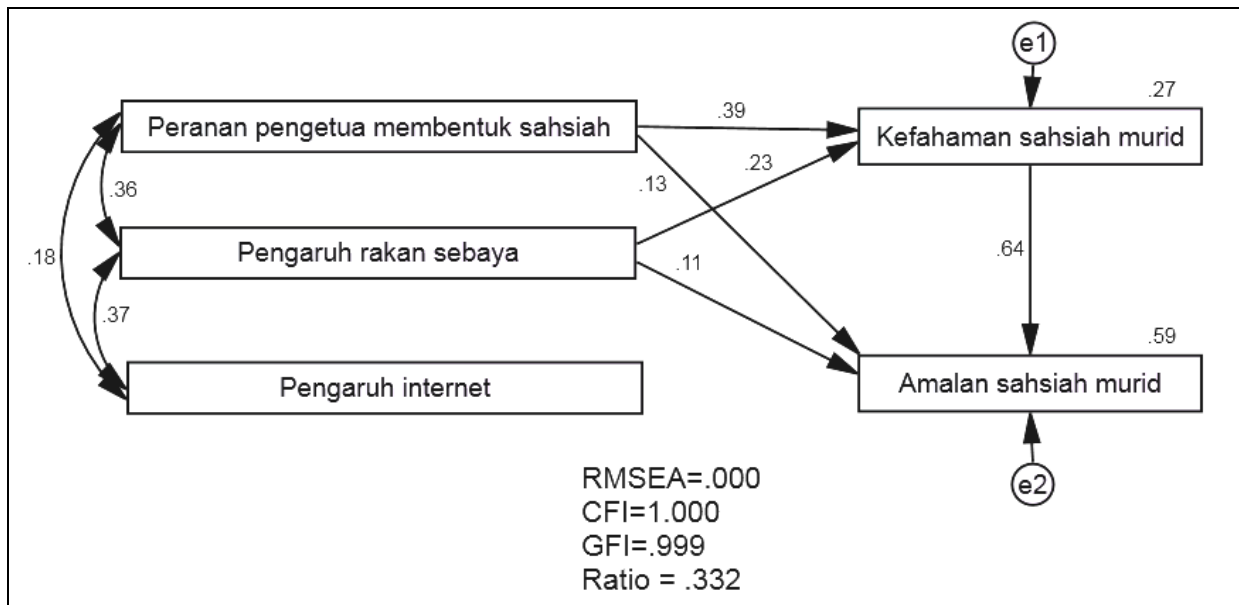 e1
.27
Peranan pengetua membentuk sahsiah
.39
Kefahaman sahsiah murid
.36
.13
.23
.18
Pengaruh rakan sebaya
.11
.64
.37
.59
Pengaruh internet
Amalan sahsiah murid
RMSEA=.000
CFI=1.000
GFI=.999
Ratio = .332
e2